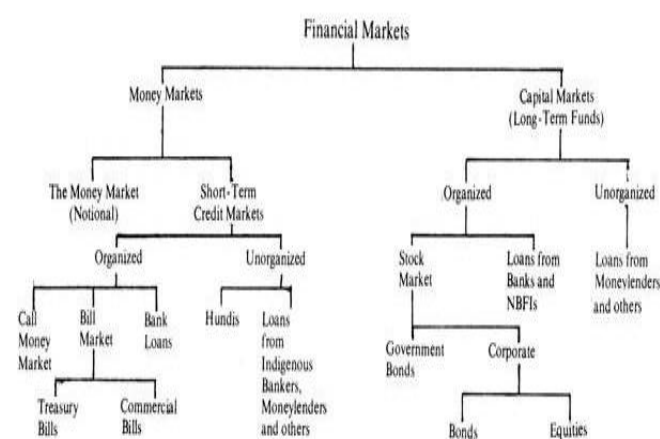 Financial Markets
Money Markets
Capital Markets
(Long-Term Funds)
The Money Market
(Notional)
Short-Term
Credit Markets
Organized
Unorganized
Organized
Unorganized
Stock
Market
Loans from
Banks and
NBFIs
Loans from
Moneylenders
and others
Call
Money
Market
Bill
Market
Bank
Loans
Hundis
Loans
from
Indigenous
Bankers,
Moneylenders
and others
Government
Bonds
Corporate
Treasury
Bills
Commercial
Bills
Bonds
Equities